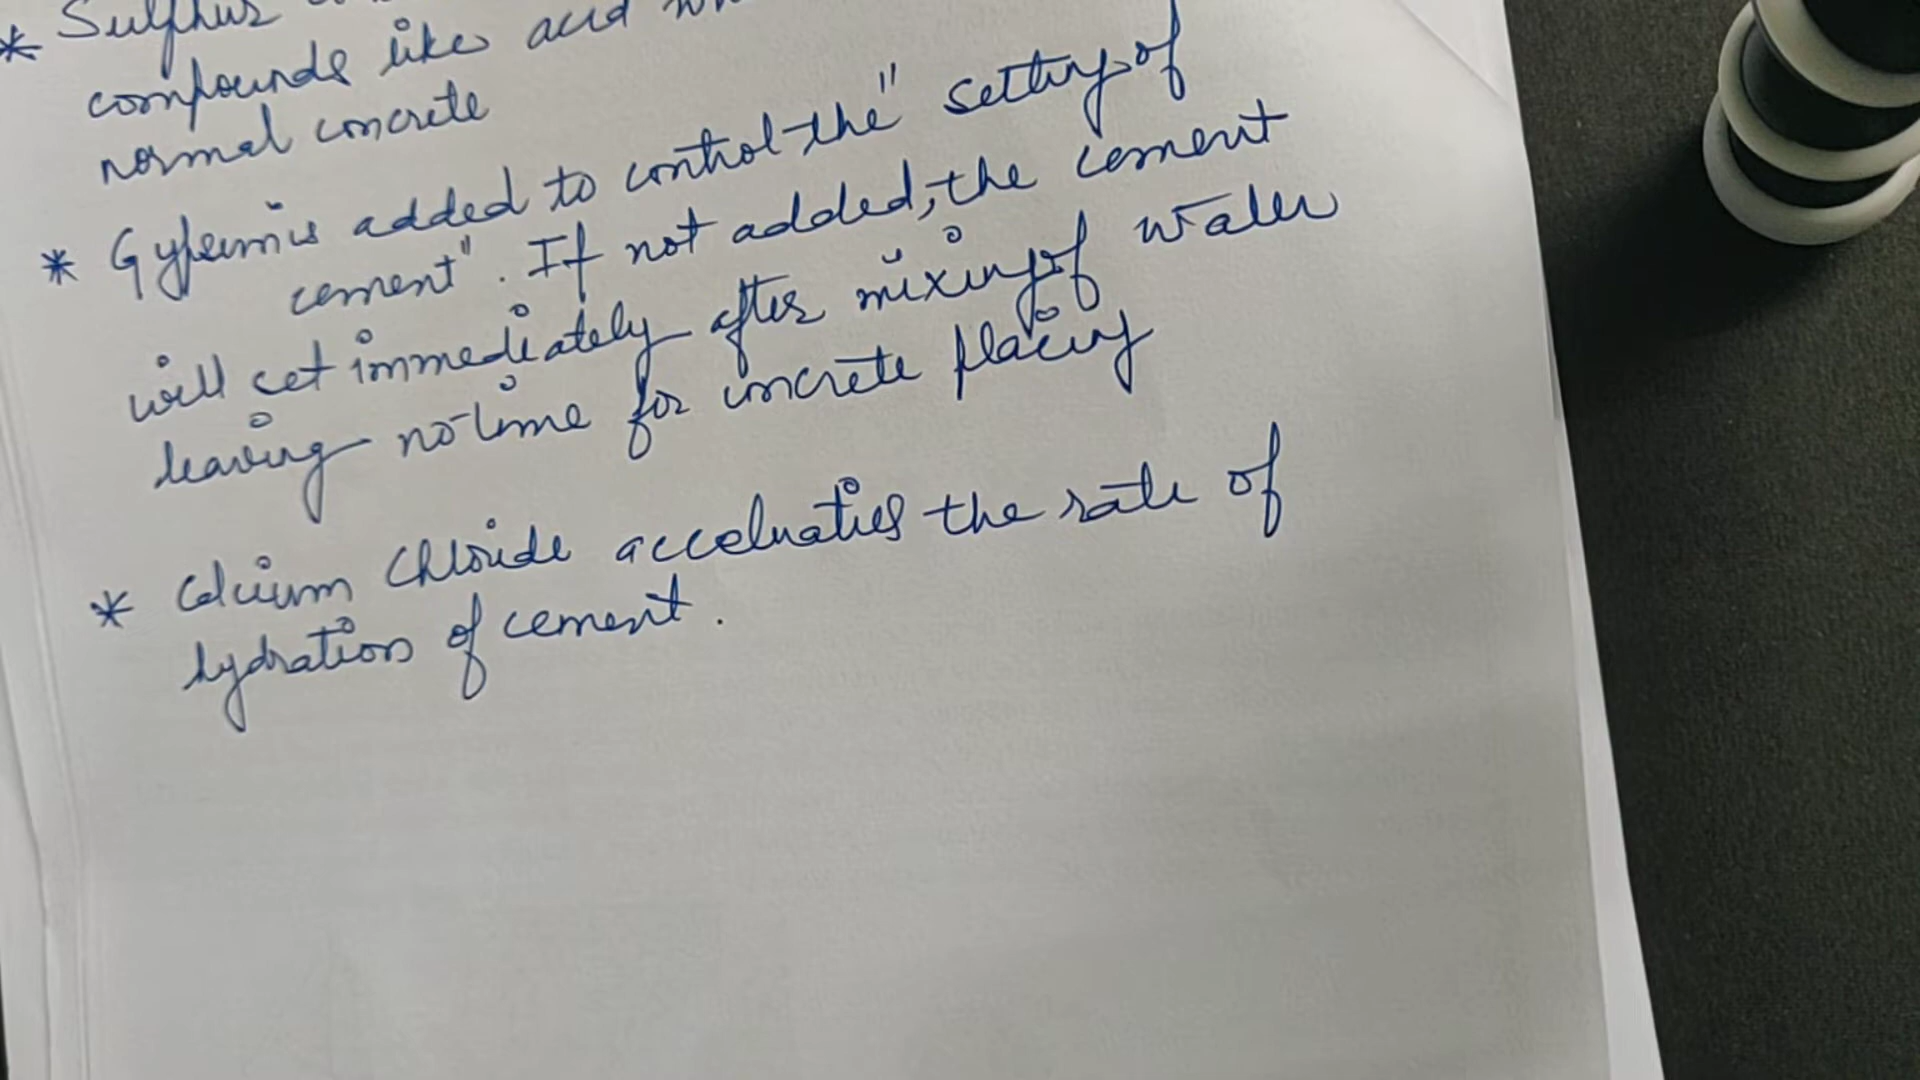 * Sulphur
compounds like acid
normal concrete
* Gypsum is added to control the "setting of
cement". If not added, the cement
will set immediately after mixing of water
leaving no time for concrete placing
* Calcium Chloride acceluaties the rate of
hydration of cement.